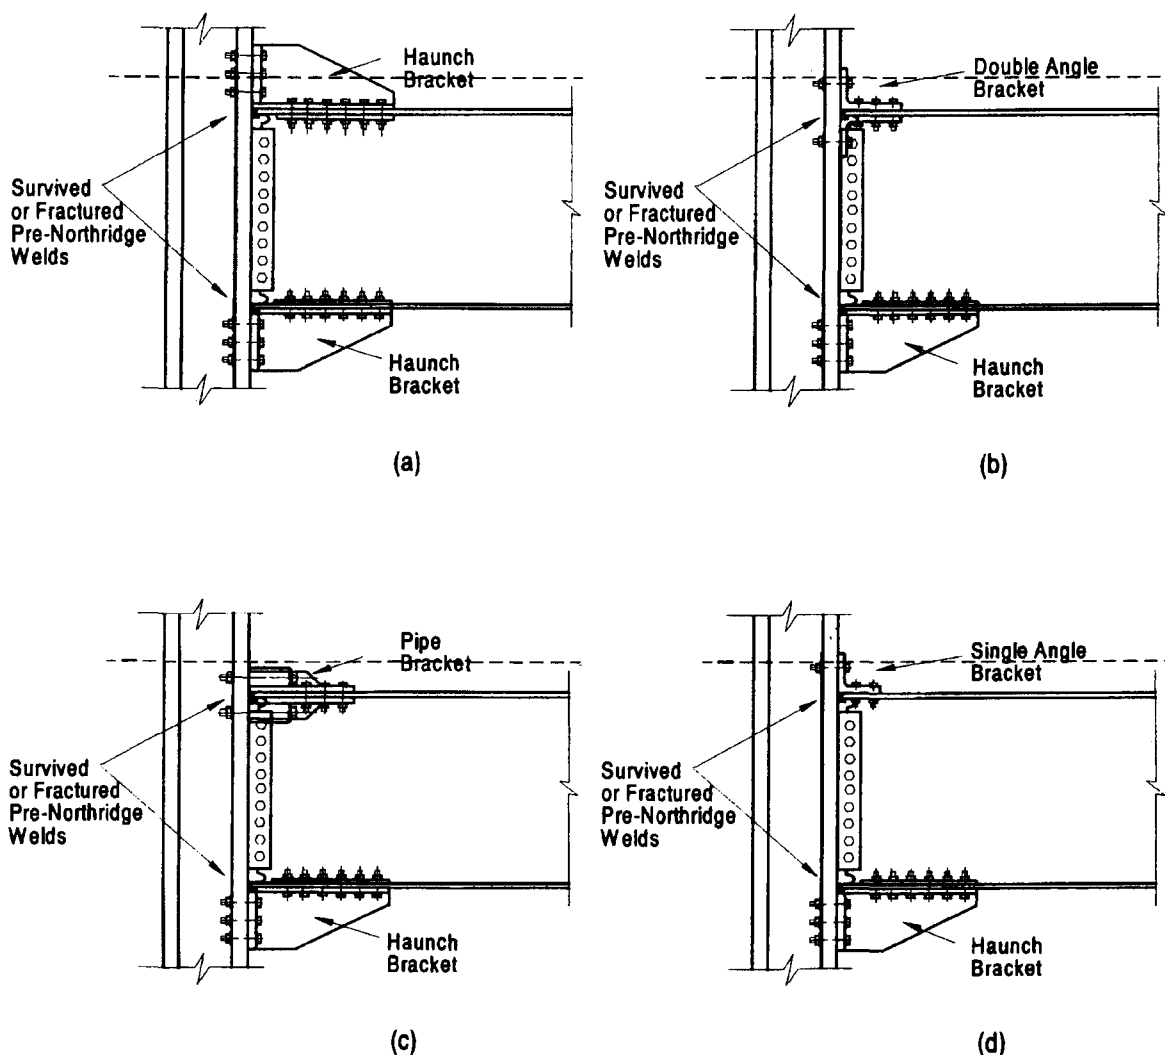 Haunch
Bracket
Survived
or Fractured
Pre-Northridge
Welds
Haunch
Bracket
(a)
Double Angle
Bracket
Survived
or Fractured
Pre-Northridge
Welds
Haunch
Bracket
(b)
Pipe
Bracket
Survived
or Fractured
Pre-Northridge
Welds
Haunch
Bracket
(c)
Single Angle
Bracket
Survived
or Fractured
Pre-Northridge
Welds
Haunch
Bracket
(d)